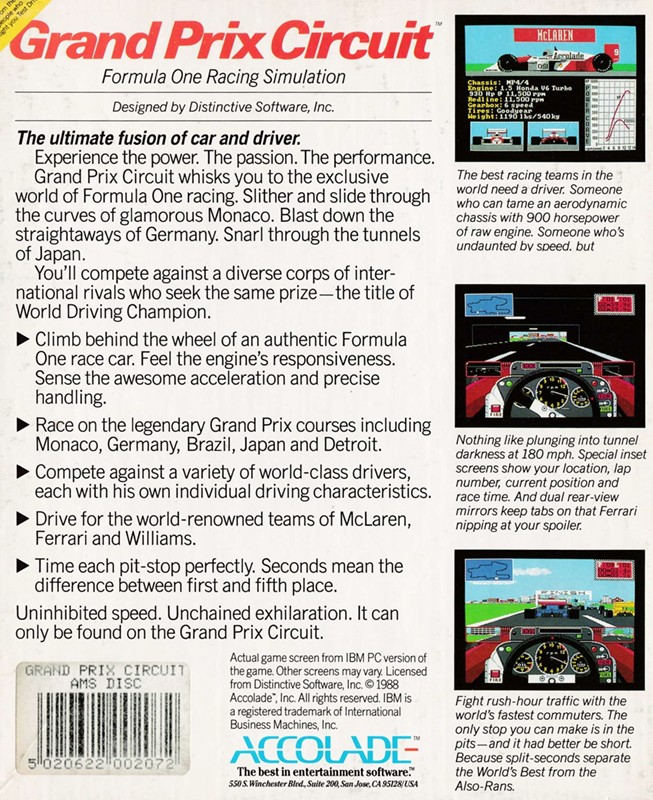 from the
people who
Grand Prix Circuit™
Formula One Racing Simulation
Designed by Distinctive Software, Inc.
The ultimate fusion of car and driver.
Experience the power. The passion. The performance.
Grand Prix Circuit whisks you to the exclusive
world of Formula One racing. Slither and slide through
the curves of glamorous Monaco. Blast down the
straightaways of Germany. Snarl through the tunnels
of Japan.
You'll compete against a diverse corps of inter-
national rivals who seek the same prize—the title of
World Driving Champion.
▶ Climb behind the wheel of an authentic Formula
One race car. Feel the engine's responsiveness.
Sense the awesome acceleration and precise
handling.
▶ Race on the legendary Grand Prix courses including
Monaco, Germany, Brazil, Japan and Detroit.
▶ Compete against a variety of world-class drivers,
each with his own individual driving characteristics.
▶ Drive for the world-renowned teams of McLaren,
Ferrari and Williams.
▶ Time each pit-stop perfectly. Seconds mean the
difference between first and fifth place.
Uninhibited speed. Unchained exhilaration. It can
only be found on the Grand Prix Circuit.
GRAND PRIX CIRCUIT
AMS DISC
5 020622 002072
Actual game screen from IBM PC version of
the game. Other screens may vary. Licensed
from Distinctive Software, Inc. © 1988
Accolade™, Inc. All rights reserved. IBM is
a registered trademark of International
Business Machines, Inc.
ACCOLADE™
The best in entertainment software.™
550 S. Winchester Blvd., Suite 200, San Jose, CA 95128/USA
McLAREN
Accolade
Chassis: MP4/4
Engine: 1.5 Honda V6 Turbo
930 Hp @ 11,500 rpm
Redline: 11,500 rpm
Gearbox: 6 speed
Tires: Goodyear
Weight: 1190 lbs/540kg
The best racing teams in the
world need a driver. Someone
who can tame an aerodynamic
chassis with 900 horsepower
of raw engine. Someone who's
undaunted by speed, but
Nothing like plunging into tunnel
darkness at 180 mph. Special inset
screens show your location, lap
number, current position and
race time. And dual rear-view
mirrors keep tabs on that Ferrari
nipping at your spoiler.
FINISH
Fight rush-hour traffic with the
world's fastest commuters. The
only stop you can make is in the
pits—and it had better be short.
Because split-seconds separate
the World's Best from the
Also-Rans.